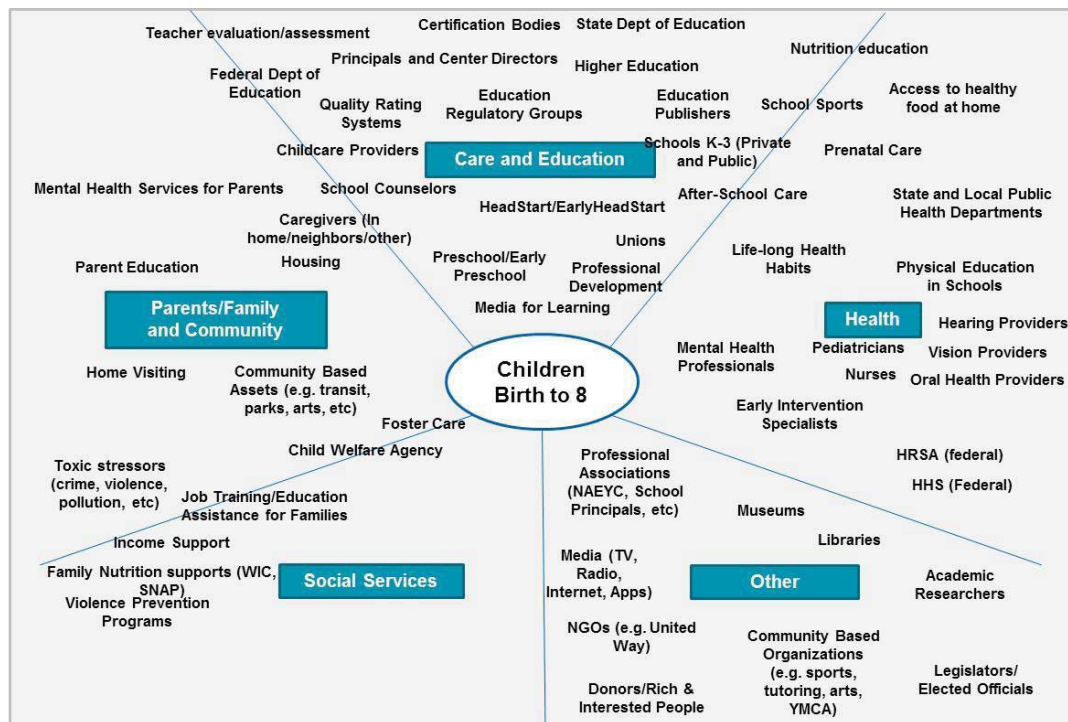 Teacher evaluation/assessment
Certification Bodies
State Dept of Education
Principals and Center Directors
Higher Education
Federal Dept of
Education
Quality Rating
Systems
Education
Regulatory Groups
Education
Publishers
Childcare Providers
Care and Education
Schools K-3 (Private
and Public)
School Counselors
HeadStart/EarlyHeadStart
After-School Care
Unions
Preschool/Early
Preschool
Professional
Development
Media for Learning
Nutrition education
School Sports
Access to healthy
food at home
Prenatal Care
State and Local Public
Health Departments
Life-long Health
Habits
Physical Education
in Schools
Health
Hearing Providers
Mental Health
Professionals
Pediatricians
Vision Providers
Nurses
Oral Health Providers
Early Intervention
Specialists
HRSA (federal)
HHS (Federal)
Mental Health Services for Parents
Caregivers (In
home/neighbors/other)
Parent Education
Housing
Parents/Family
and Community
Home Visiting
Community Based
Assets (e.g. transit,
parks, arts, etc)
Foster Care
Child Welfare Agency
Toxic stressors
(crime, violence,
pollution, etc)
Job Training/Education
Assistance for Families
Income Support
Family Nutrition supports (WIC,
SNAP)
Social Services
Violence Prevention
Programs
Children
Birth to 8
Professional
Associations
(NAEYC, School
Principals, etc)
Museums
Libraries
Media (TV,
Radio,
Internet, Apps)
Other
Academic
Researchers
NGOs (e.g. United
Way)
Community Based
Organizations
(e.g. sports,
tutoring, arts,
YMCA)
Legislators/
Elected Officials
Donors/Rich &
Interested People